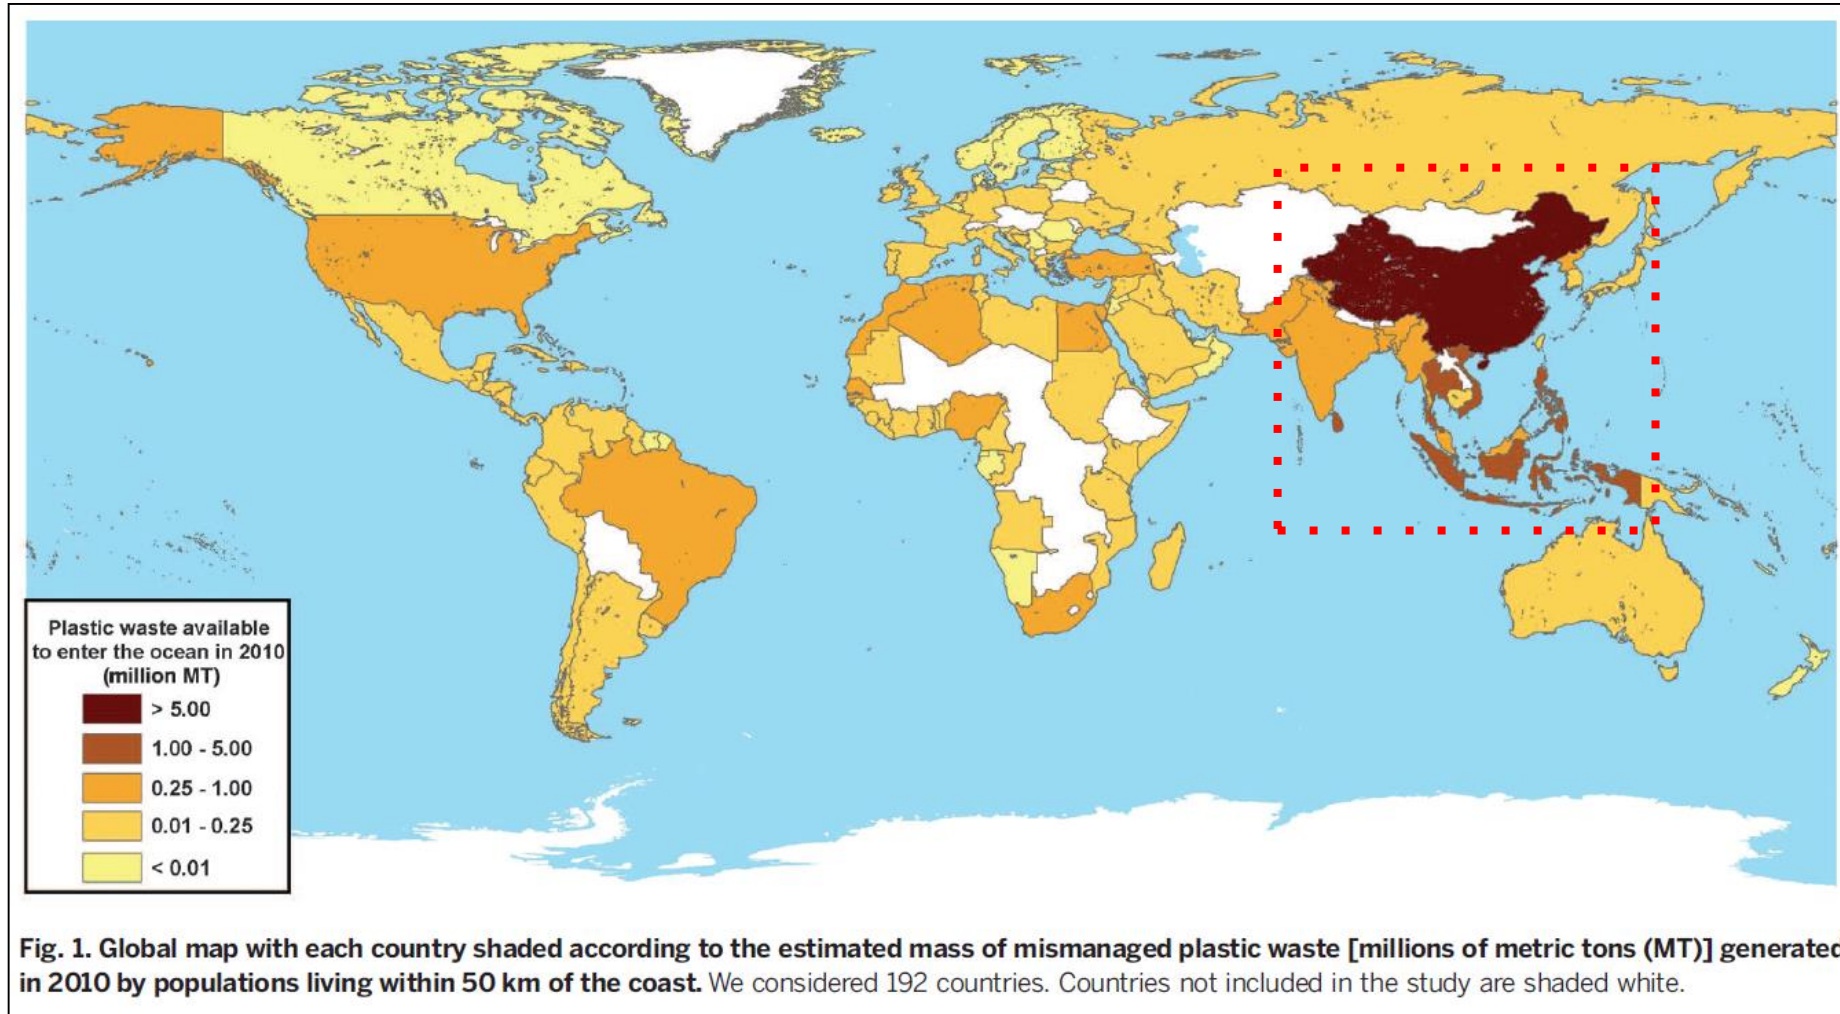 Plastic waste available
to enter the ocean in 2010
(million MT)
> 5.00
1.00 - 5.00
0.25 - 1.00
0.01 - 0.25
< 0.01
Fig. 1. Global map with each country shaded according to the estimated mass of mismanaged plastic waste [millions of metric tons (MT)] generated
in 2010 by populations living within 50 km of the coast. We considered 192 countries. Countries not included in the study are shaded white.